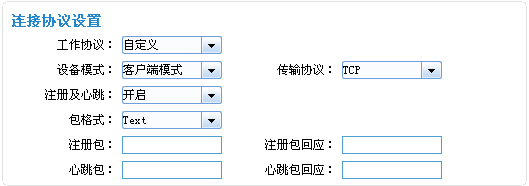 连接协议设置
工作协议： 自定义
设备模式： 客户端模式 传输协议： TCP
注册及心跳： 开启
包格式： Text
注册包： 注册包回应：
心跳包： 心跳包回应：